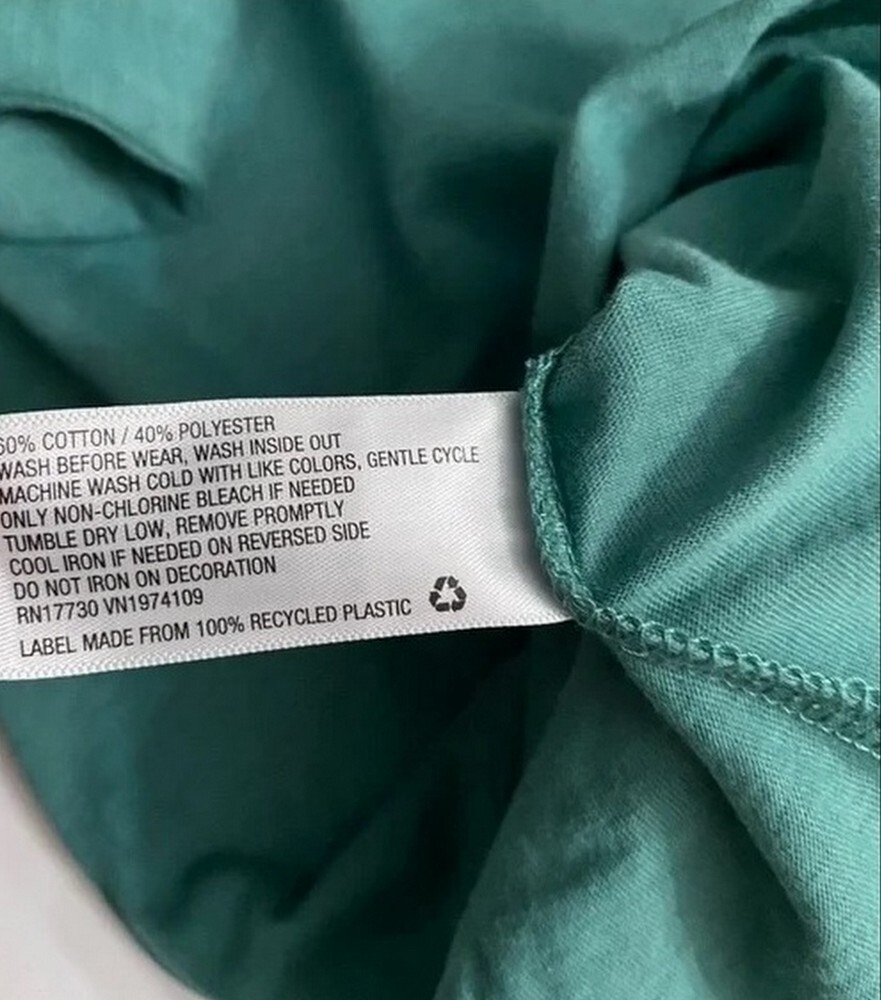 60% COTTON / 40% POLYESTER
WASH BEFORE WEAR, WASH INSIDE OUT
MACHINE WASH COLD WITH LIKE COLORS, GENTLE CYCLE
ONLY NON-CHLORINE BLEACH IF NEEDED
TUMBLE DRY LOW, REMOVE PROMPTLY
COOL IRON IF NEEDED ON REVERSED SIDE
DO NOT IRON ON DECORATION
RN17730 VN1974109
LABEL MADE FROM 100% RECYCLED PLASTIC